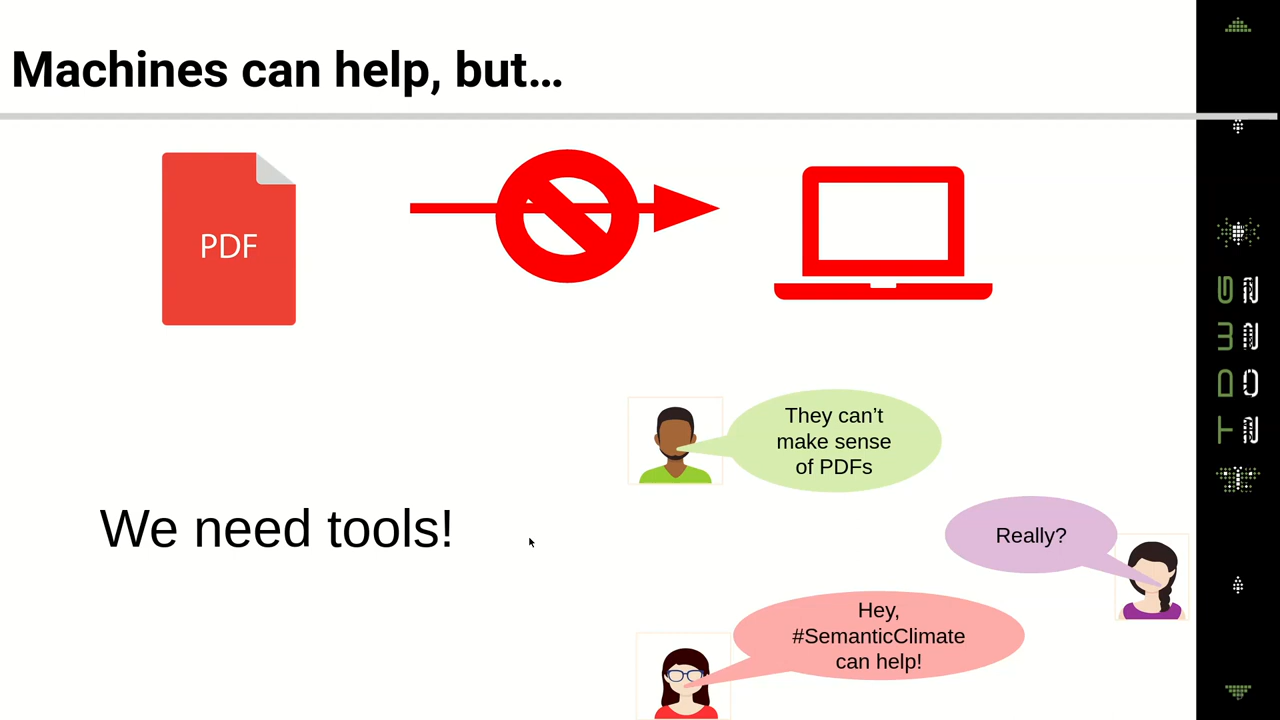 Machines can help, but…
PDF
They can't
make sense
of PDFs
We need tools!
Really?
Hey,
#SemanticClimate
can help!